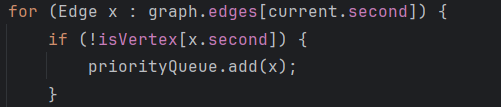 for (Edge x : graph.edges[current.second]) {
    if (!isVertex[x.second]) {
        priorityQueue.add(x);
    }